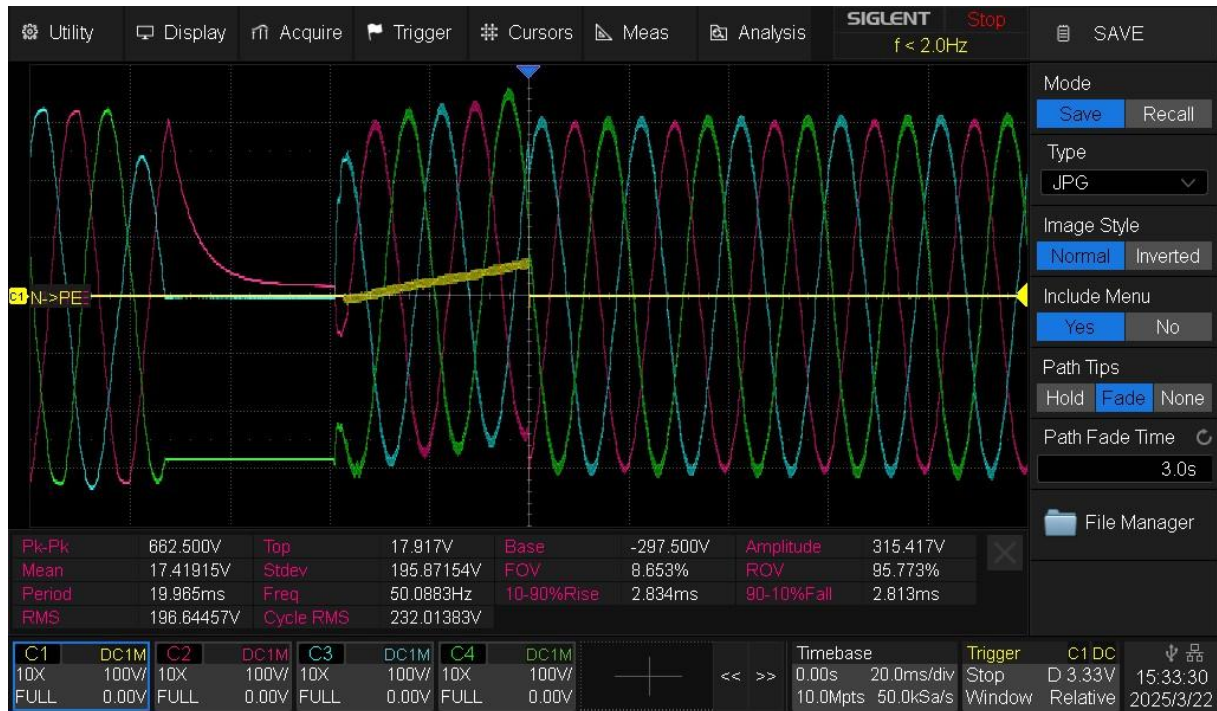 Utility Display Acquire Trigger Cursors Meas Analysis
SIGLENT Stop
f < 2.0Hz
SAVE
Mode
Save Recall
Type
JPG
Image Style
Normal Inverted
Include Menu
Yes No
Path Tips
Hold Fade None
Path Fade Time
3.0s
File Manager
C1 N->PE
Pk-Pk 662.500V Top 17.917V Base -297.500V Amplitude 315.417V
Mean 17.41915V Stdev 195.87154V FOV 8.653% ROV 95.773%
Period 19.965ms Freq 50.0883Hz 10-90%Rise 2.834ms 90-10%Fall 2.813ms
RMS 196.64457V Cycle RMS 232.01383V
C1 DC1M C2 DC1M C3 DC1M C4 DC1M
10X 100V/ 10X 100V/ 10X 100V/ 10X 100V/
FULL 0.00V FULL 0.00V FULL 0.00V FULL 0.00V
<< >>
Timebase
0.00s 20.0ms/div
10.0Mpts 50.0kSa/s
Trigger C1 DC
Stop D 3.33V
Window Relative
15:33:30
2025/3/22